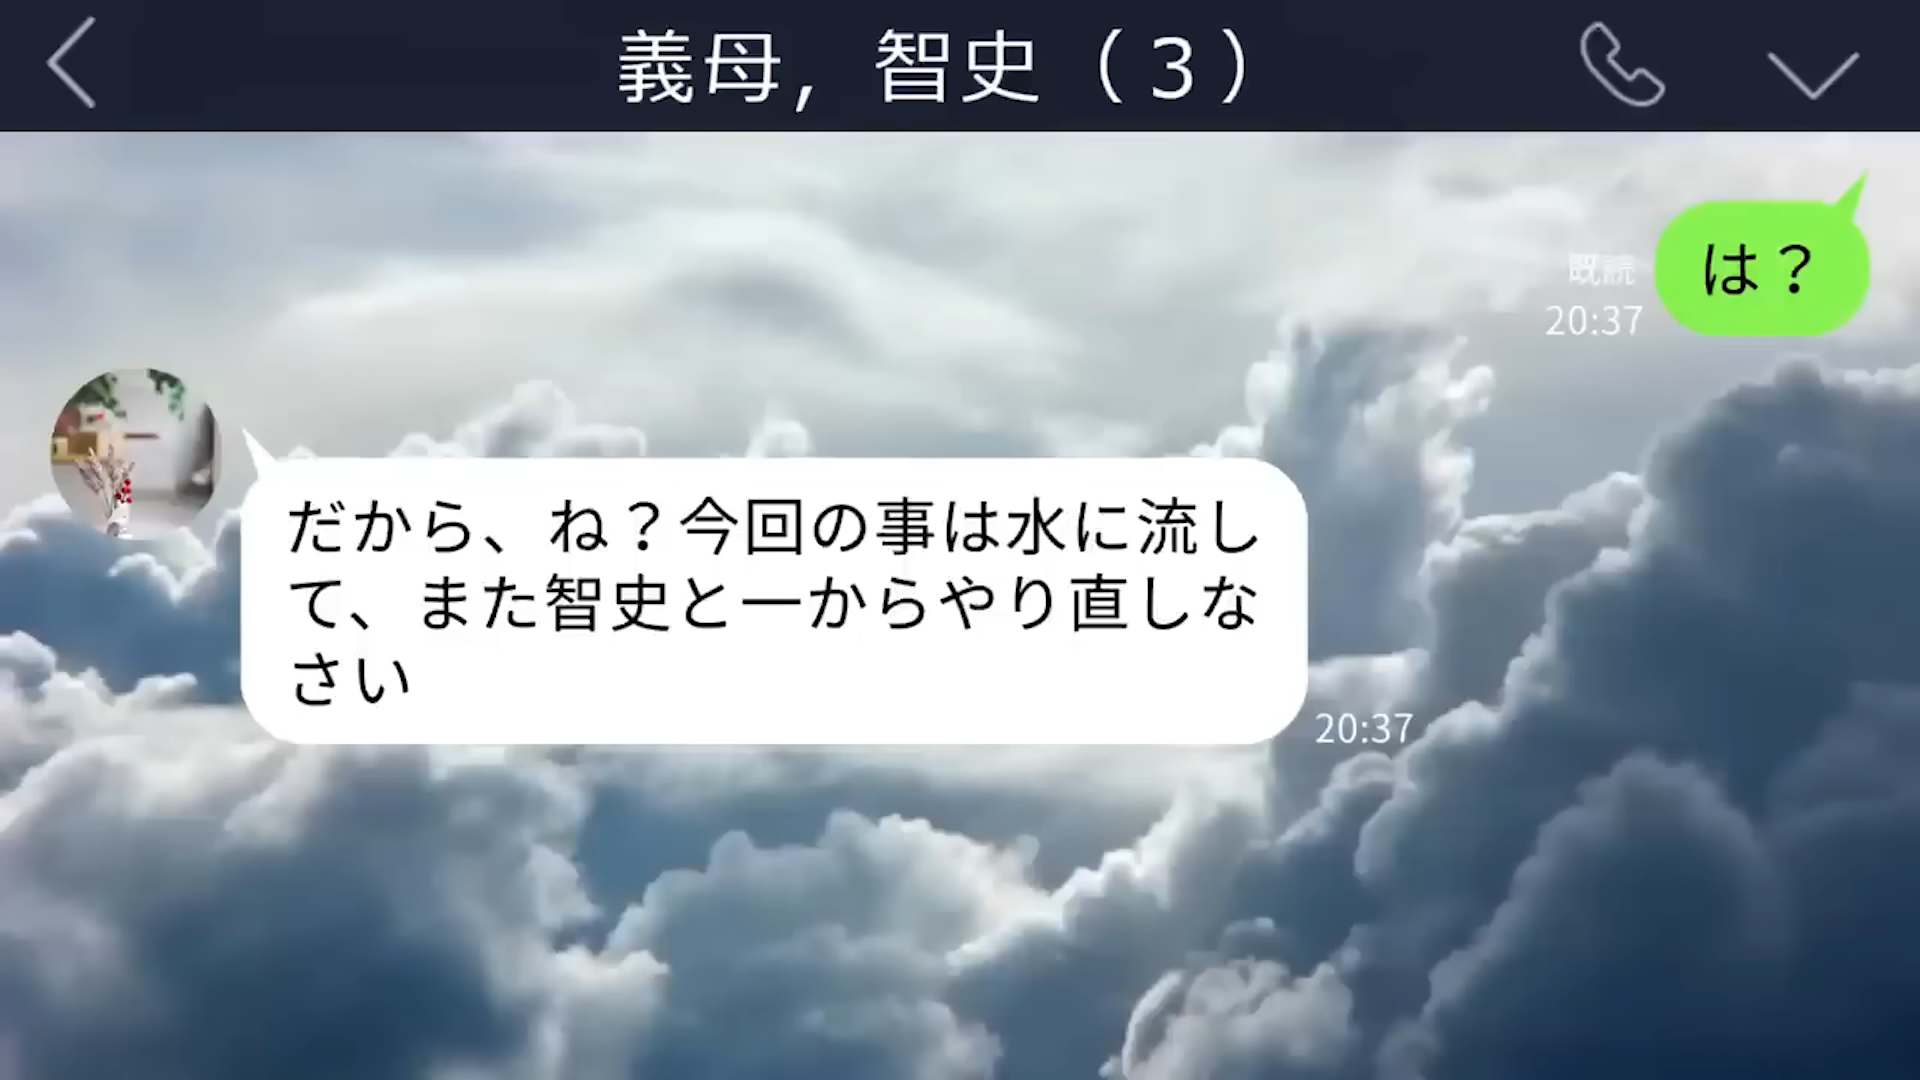 義母，智史（３）
は？
既読
20:37
だから、ね？今回の事は水に流し
て、また智史と一からやり直しな
さい
20:37